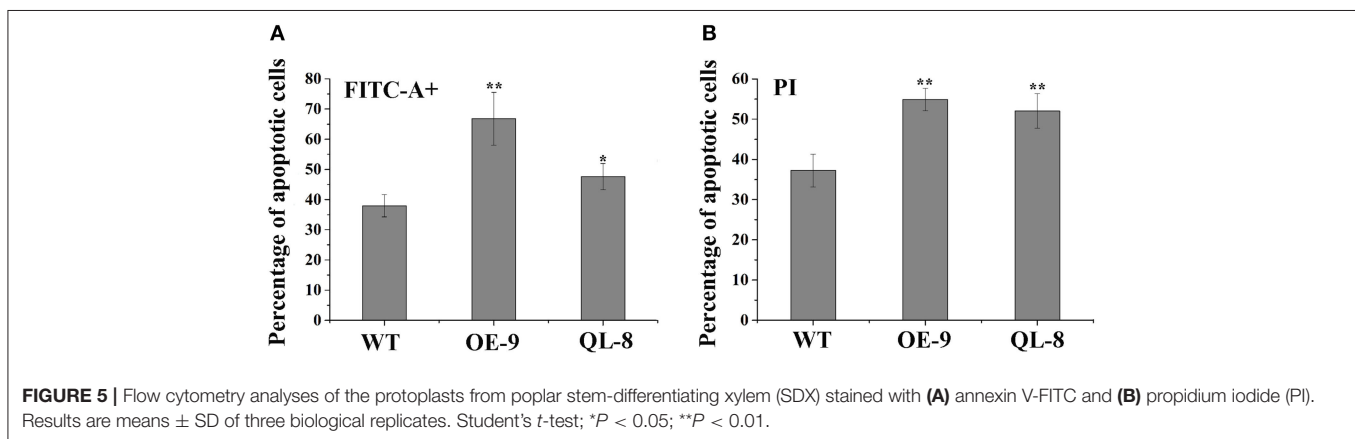 A
Percentage of apoptotic cells
80
70
60
50
40
30
20
10
0
FITC-A+
**
*
WT OE-9 QL-8
B
Percentage of apoptotic cells
60
50
40
30
20
10
0
PI
**
**
WT OE-9 QL-8
FIGURE 5 | Flow cytometry analyses of the protoplasts from poplar stem-differentiating xylem (SDX) stained with (A) annexin V-FITC and (B) propidium iodide (PI).
Results are means ± SD of three biological replicates. Student's t-test; *P < 0.05; **P < 0.01.